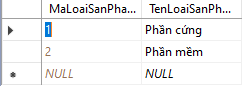 MaLoaiSanPha... TenLoaiSanPh...
1 Phần cứng
2 Phần mềm
NULL NULL